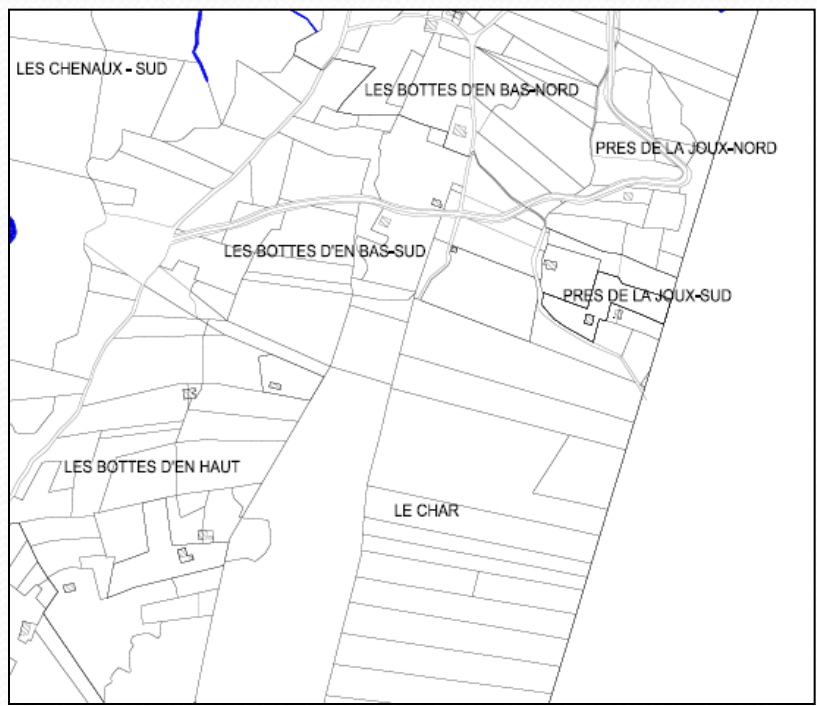 LES CHENAUX - SUD
LES BOTTES D'EN BAS-NORD
PRES DE LA JOUX-NORD
LES BOTTES D'EN BAS-SUD
PRES DE LA JOUX-SUD
LES BOTTES D'EN HAUT
LE CHAR